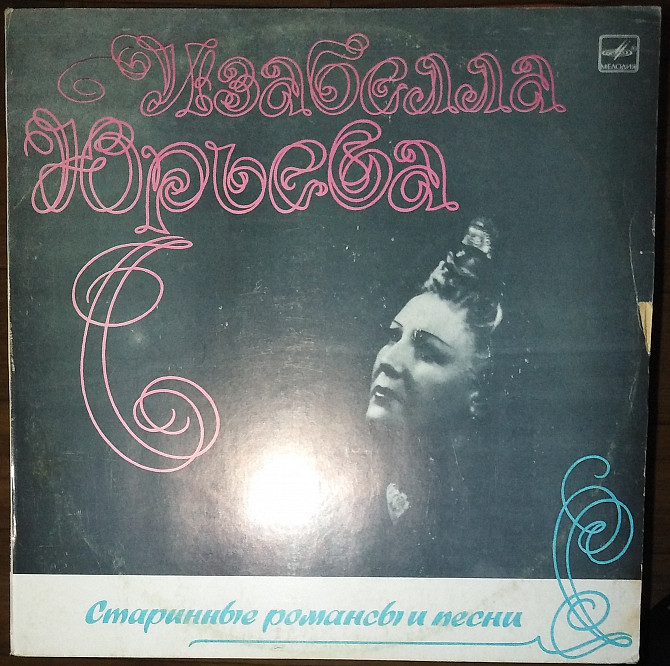 Изабелла
МЕЛОДИЯ
Юрьева
Старинные романсы и песни